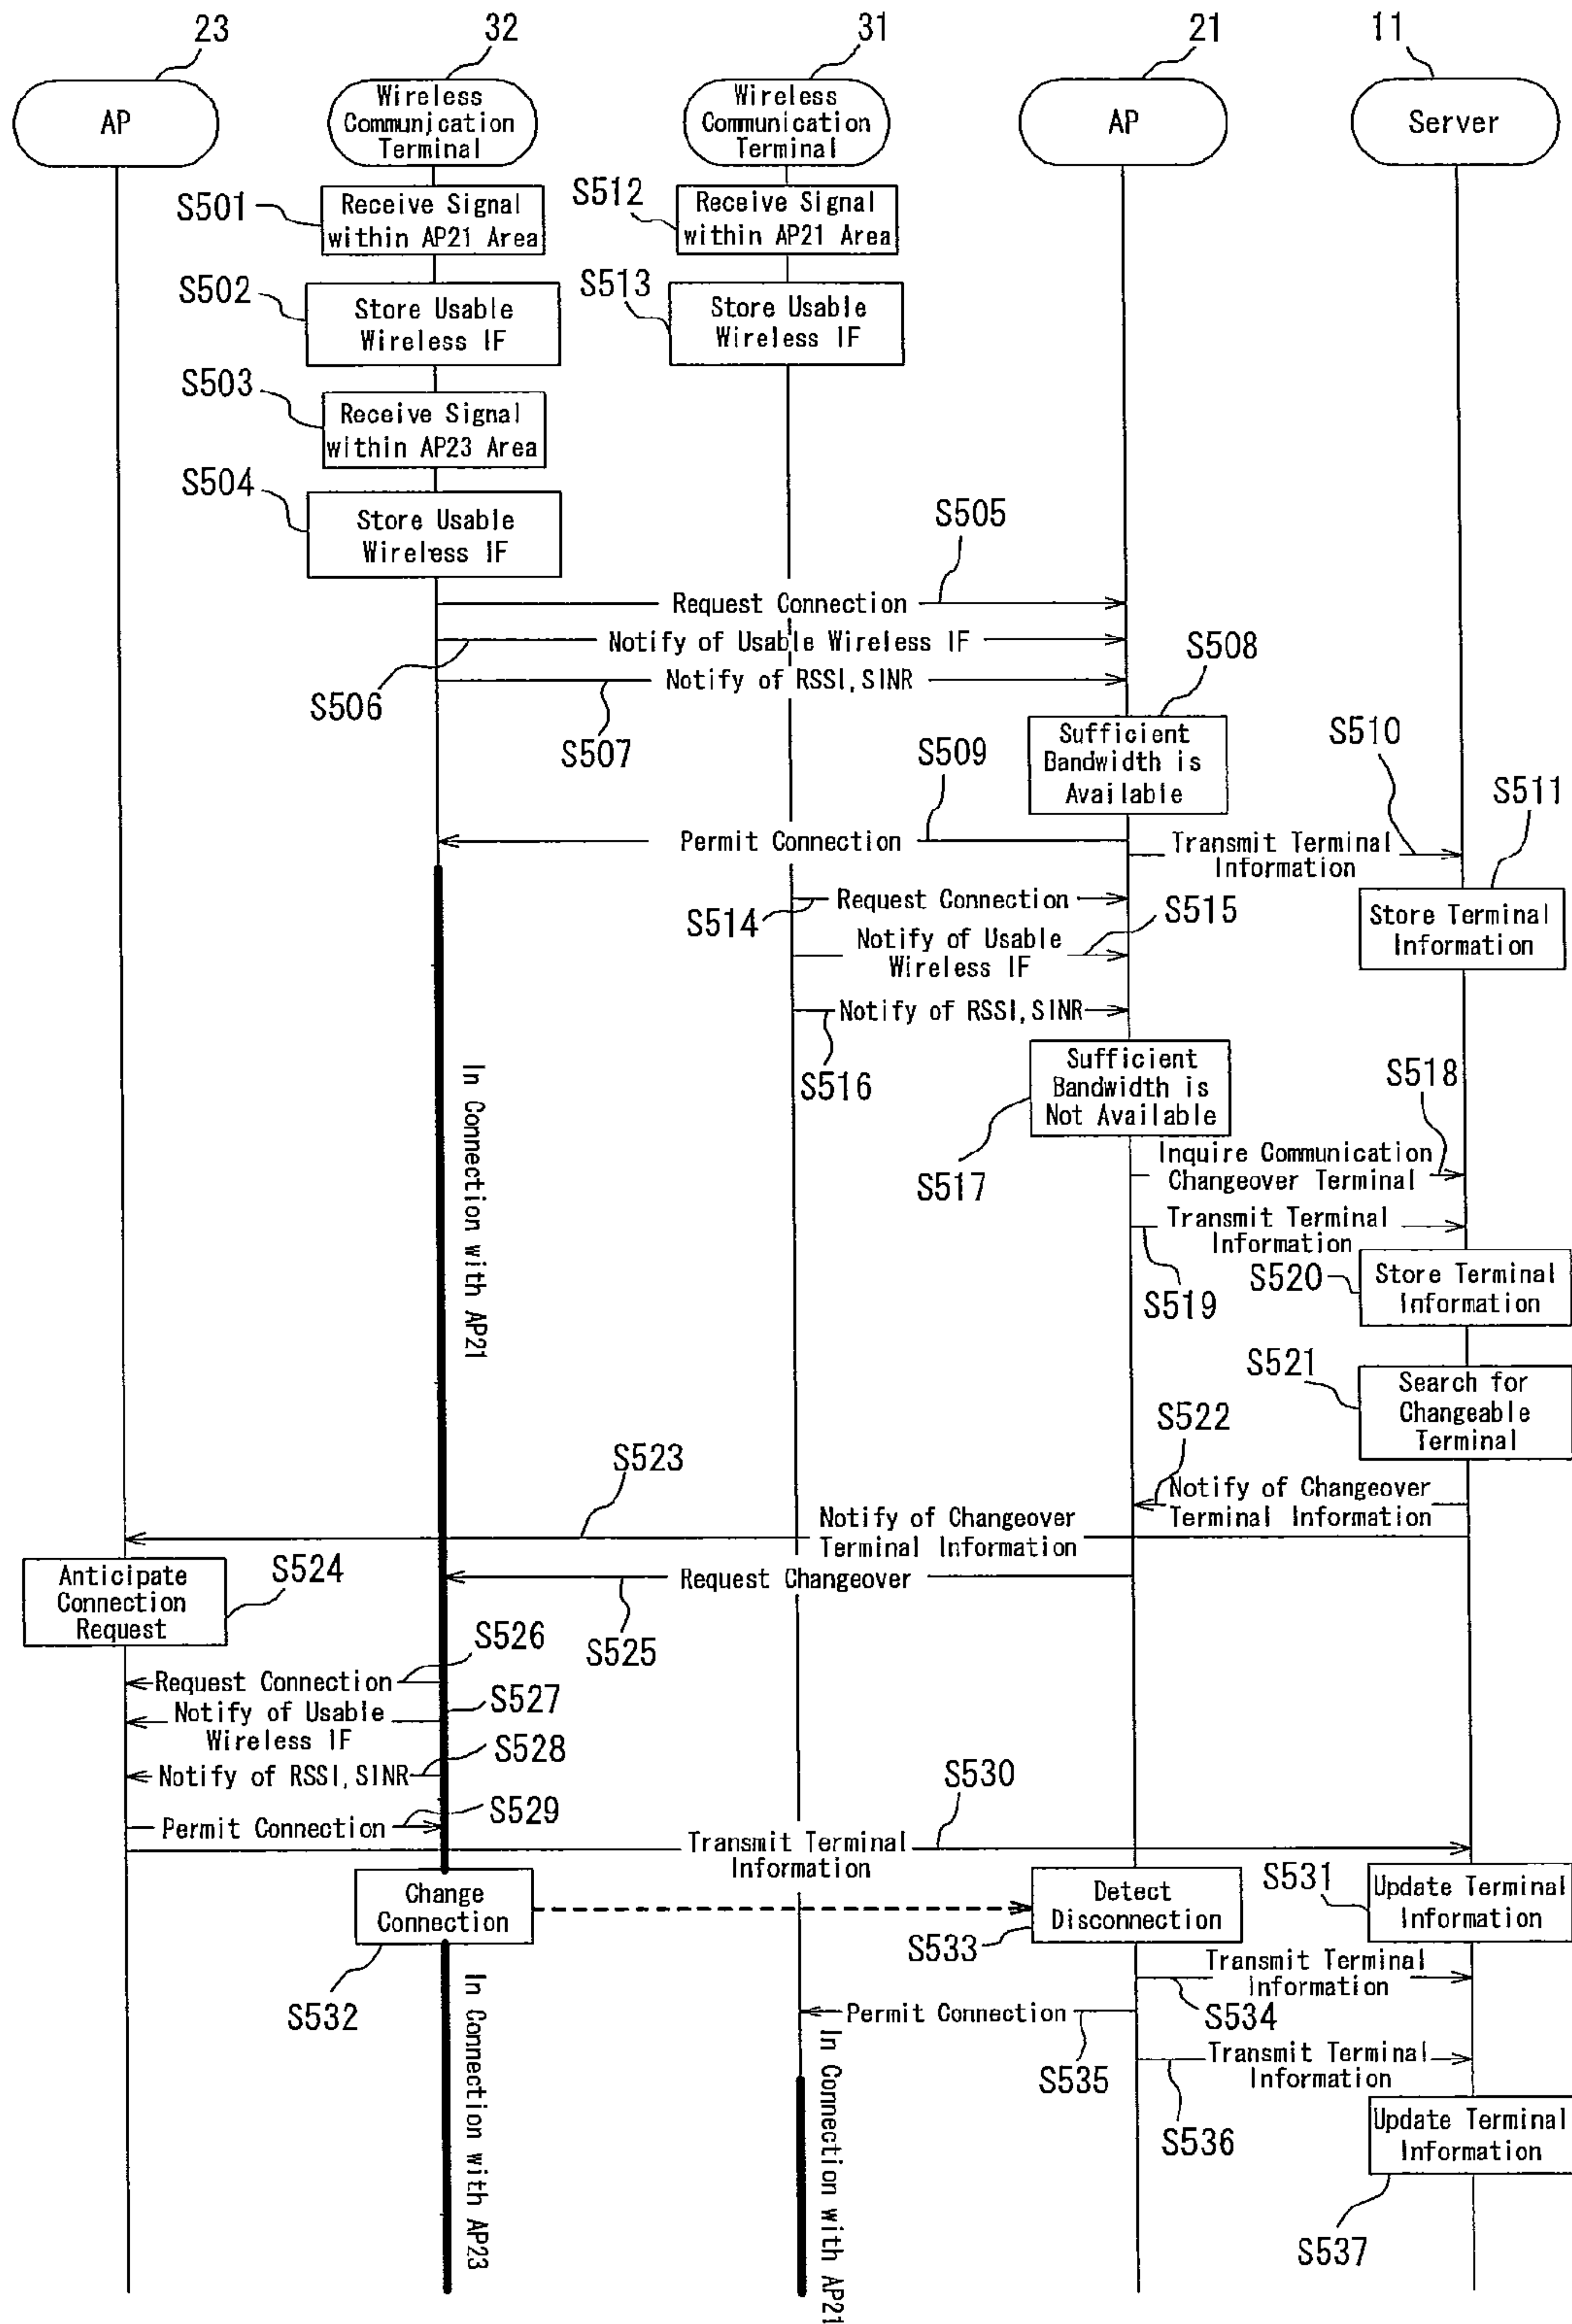 23
32
31
21
11
AP
Wireless
Communication
Terminal
Wireless
Communication
Terminal
AP
Server
S501
Receive Signal
within AP21 Area
S512
Receive Signal
within AP21 Area
S502
Store Usable
Wireless IF
S513
Store Usable
Wireless IF
S503
Receive Signal
within AP23 Area
S504
Store Usable
Wireless IF
S505
Request Connection
Notify of Usable Wireless IF
S506
Notify of RSSI,SINR
S507
S508
Sufficient
Bandwidth is
Available
S509
Permit Connection
S510
Transmit Terminal
Information
S511
Store Terminal
Information
Request Connection
S514
S515
Notify of Usable
Wireless IF
Notify of RSSI,SINR
S516
In Connection with AP21
Sufficient
Bandwidth is
Not Available
S517
S518
Inquire Communication
Changeover Terminal
Transmit Terminal
Information
S519
S520
Store Terminal
Information
S521
Search for
Changeable
Terminal
S522
Notify of Changeover
Terminal Information
S523
Notify of Changeover
Terminal Information
Anticipate
Connection
Request
S524
Request Changeover
S525
S526
Request Connection
S527
Notify of Usable
Wireless IF
S528
Notify of RSSI,SINR
S529
Permit Connection
S530
Transmit Terminal
Information
S531
Update Terminal
Information
Change
Connection
S532
Detect
Disconnection
S533
Transmit Terminal
Information
S534
Permit Connection
S535
Transmit Terminal
Information
S536
Update Terminal
Information
S537
In Connection with AP23
In Connection with AP21